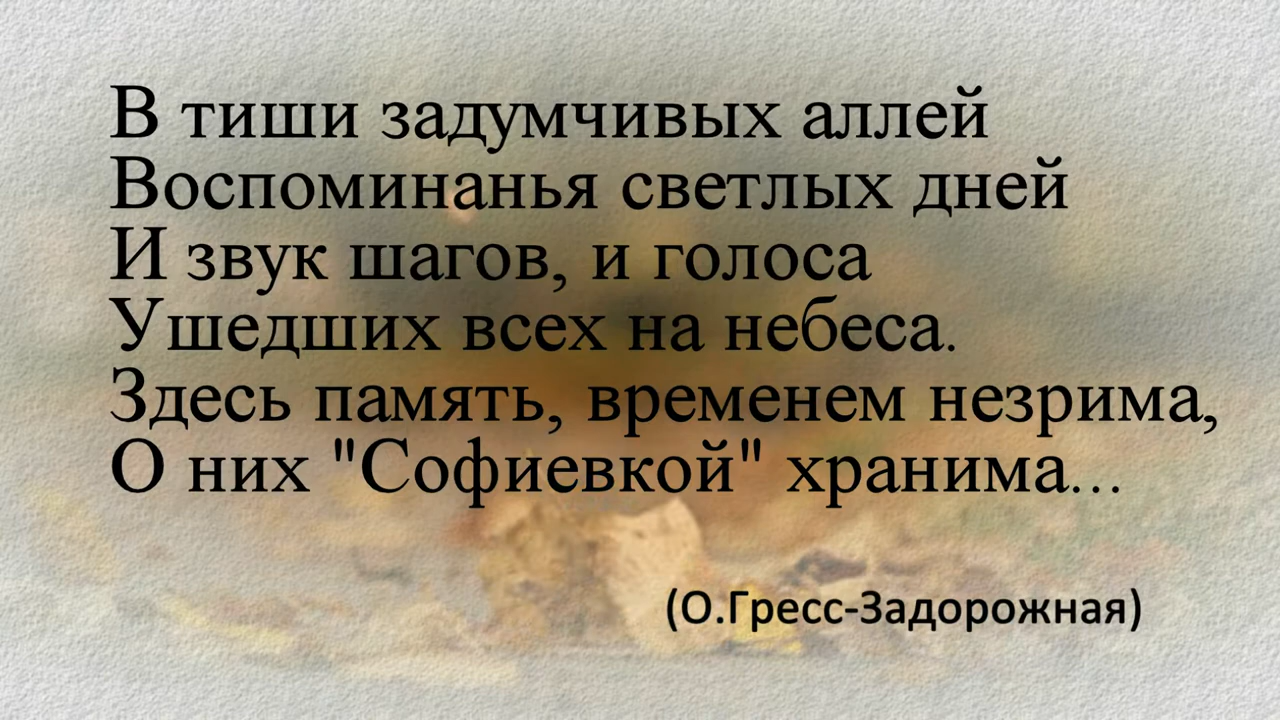 В тиши задумчивых аллей
Воспоминанья светлых дней
И звук шагов, и голоса
Ушедших всех на небеса.
Здесь память, временем незрима,
О них "Софиевкой" хранима...
(О.Гресс-Задорожная)